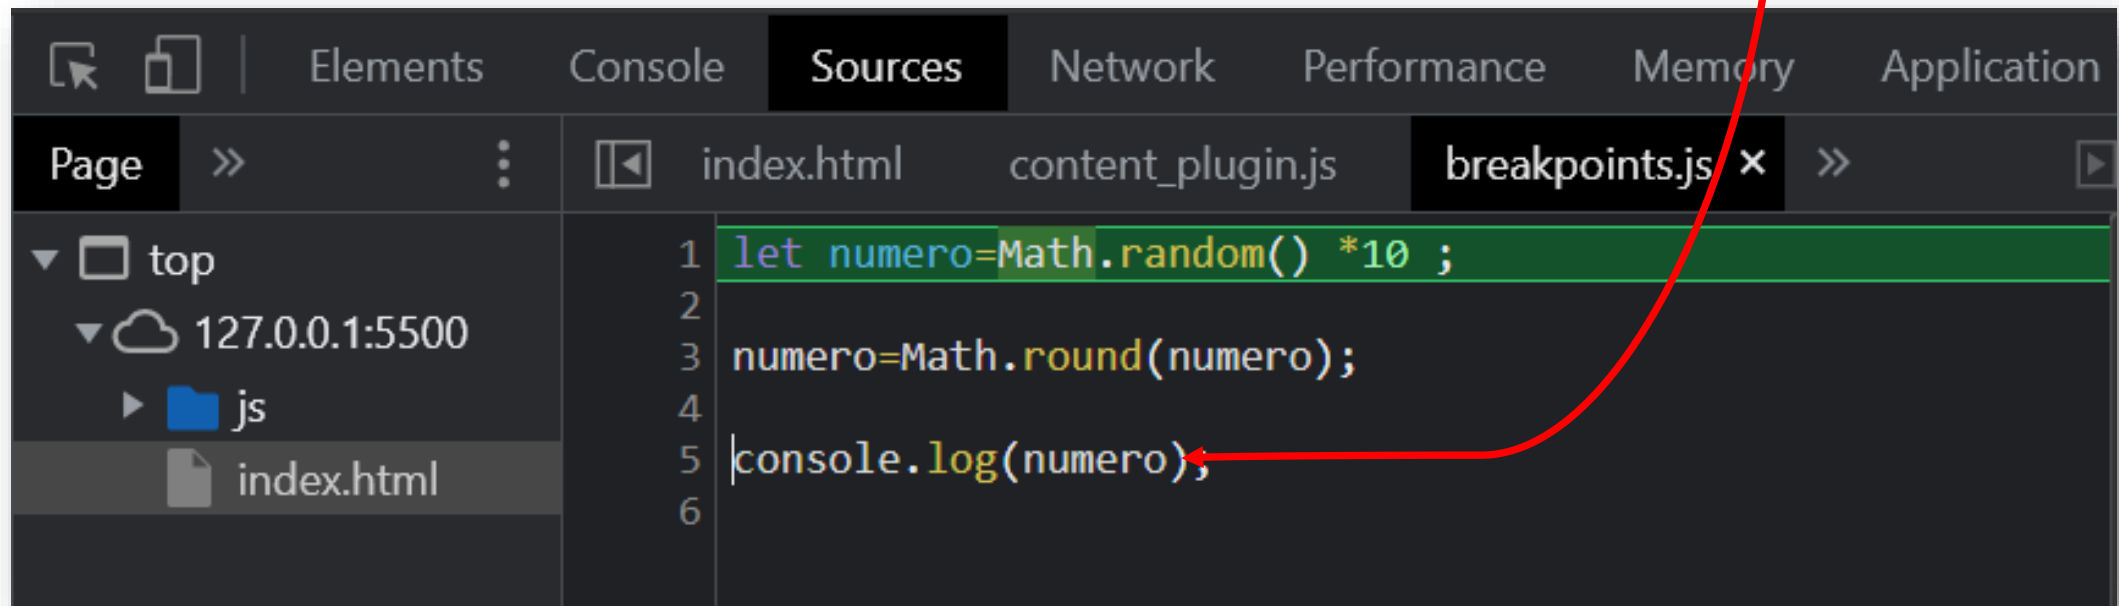 Elements Console Sources Network Performance Memory Application
Page » index.html content_plugin.js breakpoints.js × »
top
127.0.0.1:5500
js
index.html
1 let numero=Math.random() *10 ;
2
3 numero=Math.round(numero);
4
5 console.log(numero);
6